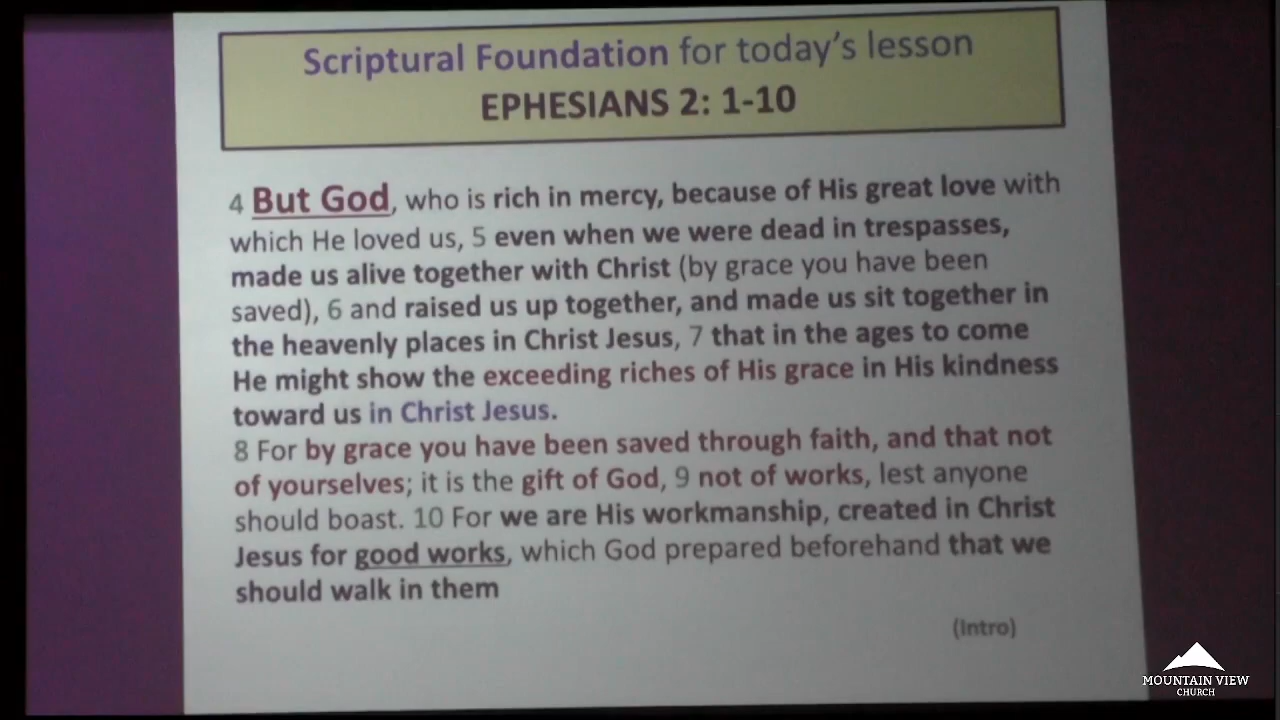 Scriptural Foundation for today's lesson
EPHESIANS 2: 1-10
4 But God, who is rich in mercy, because of His great love with
which He loved us, 5 even when we were dead in trespasses,
made us alive together with Christ (by grace you have been
saved), 6 and raised us up together, and made us sit together in
the heavenly places in Christ Jesus, 7 that in the ages to come
He might show the exceeding riches of His grace in His kindness
toward us in Christ Jesus.
8 For by grace you have been saved through faith, and that not
of yourselves; it is the gift of God, 9 not of works, lest anyone
should boast. 10 For we are His workmanship, created in Christ
Jesus for good works, which God prepared beforehand that we
should walk in them
(Intro)
MOUNTAIN VIEW
CHURCH